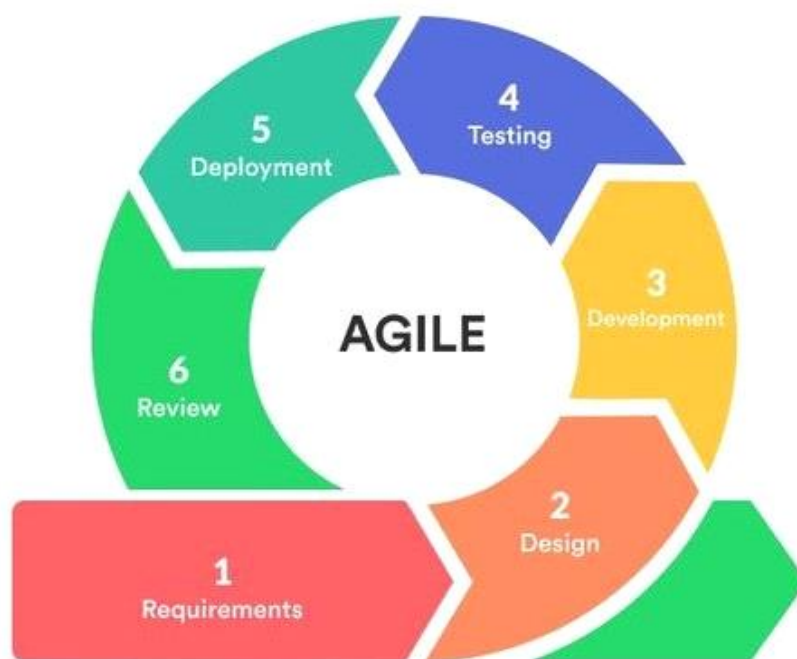 4
Testing
5
Deployment
3
Development
AGILE
6
Review
2
Design
1
Requirements